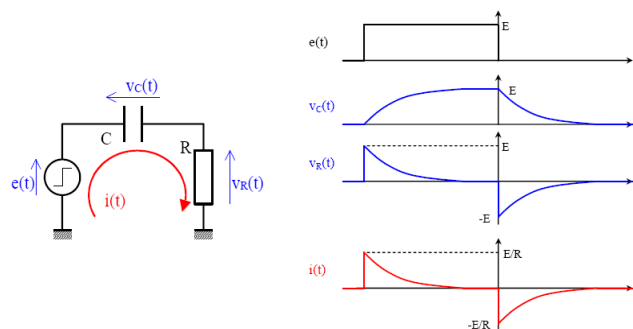 vC(t)
C
R
e(t)
vR(t)
i(t)
e(t)
E
vC(t)
E
vR(t)
E
-E
i(t)
E/R
-E/R